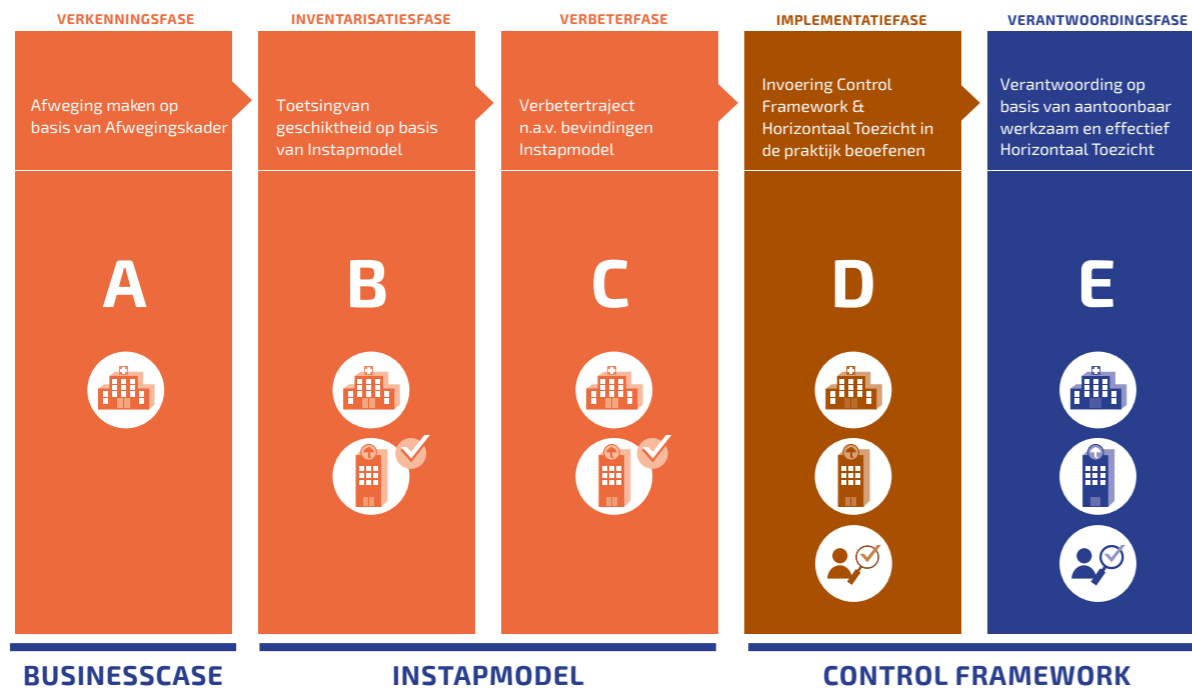 VERKENNINGSFASE
Afweging maken op
basis van Afwegingskader
A
INVENTARISATIESFASE
Toetsingvan
geschiktheid op basis
van Instapmodel
B
VERBETERFASE
Verbetertraject
n.a.v. bevindingen
Instapmodel
C
IMPLEMENTATIEFASE
Invoering Control
Framework &
Horizontaal Toezicht in
de praktijk beoefenen
D
VERANTWOORDINGSFASE
Verantwoording op
basis van aantoonbaar
werkzaam en effectief
Horizontaal Toezicht
E
BUSINESSCASE
INSTAPMODEL
CONTROL FRAMEWORK